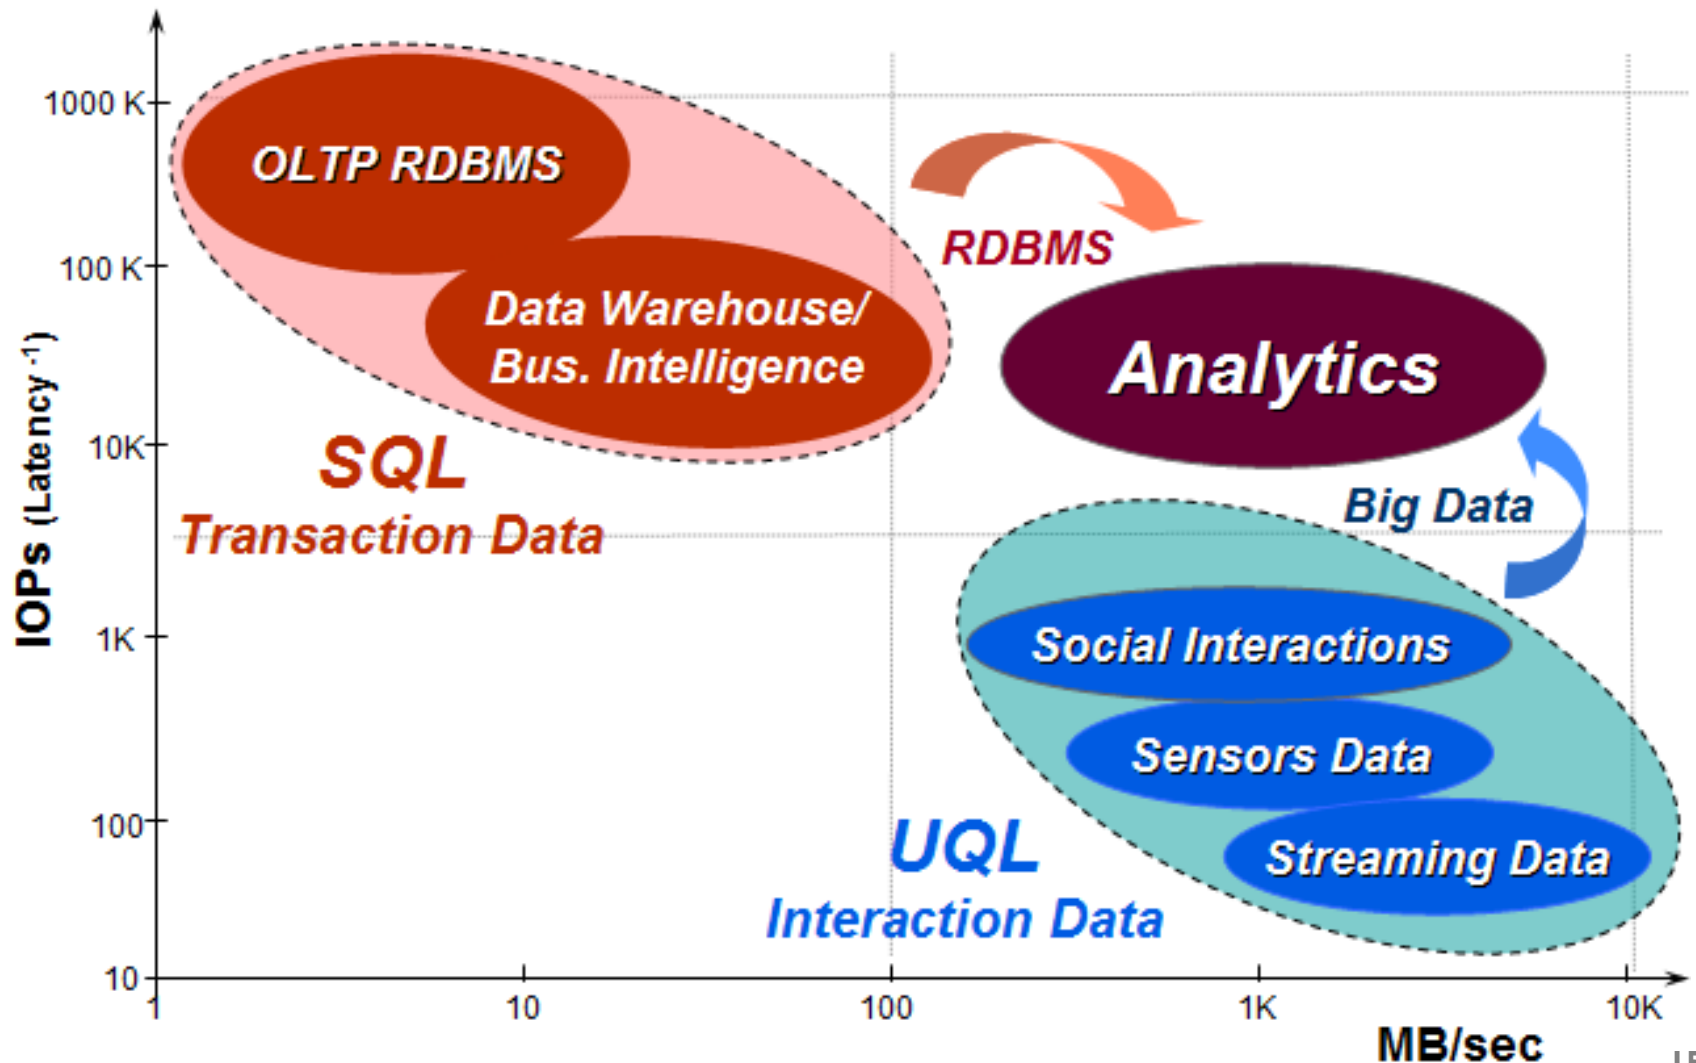 1000 K
OLTP RDBMS
RDBMS
100 K
Data Warehouse/
Bus. Intelligence
Analytics
10K
SQL
Transaction Data
Big Data
IOPs (Latency -1)
1K
Social Interactions
Sensors Data
100
UQL
Streaming Data
Interaction Data
10
1
10
100
1K
10K
MB/sec